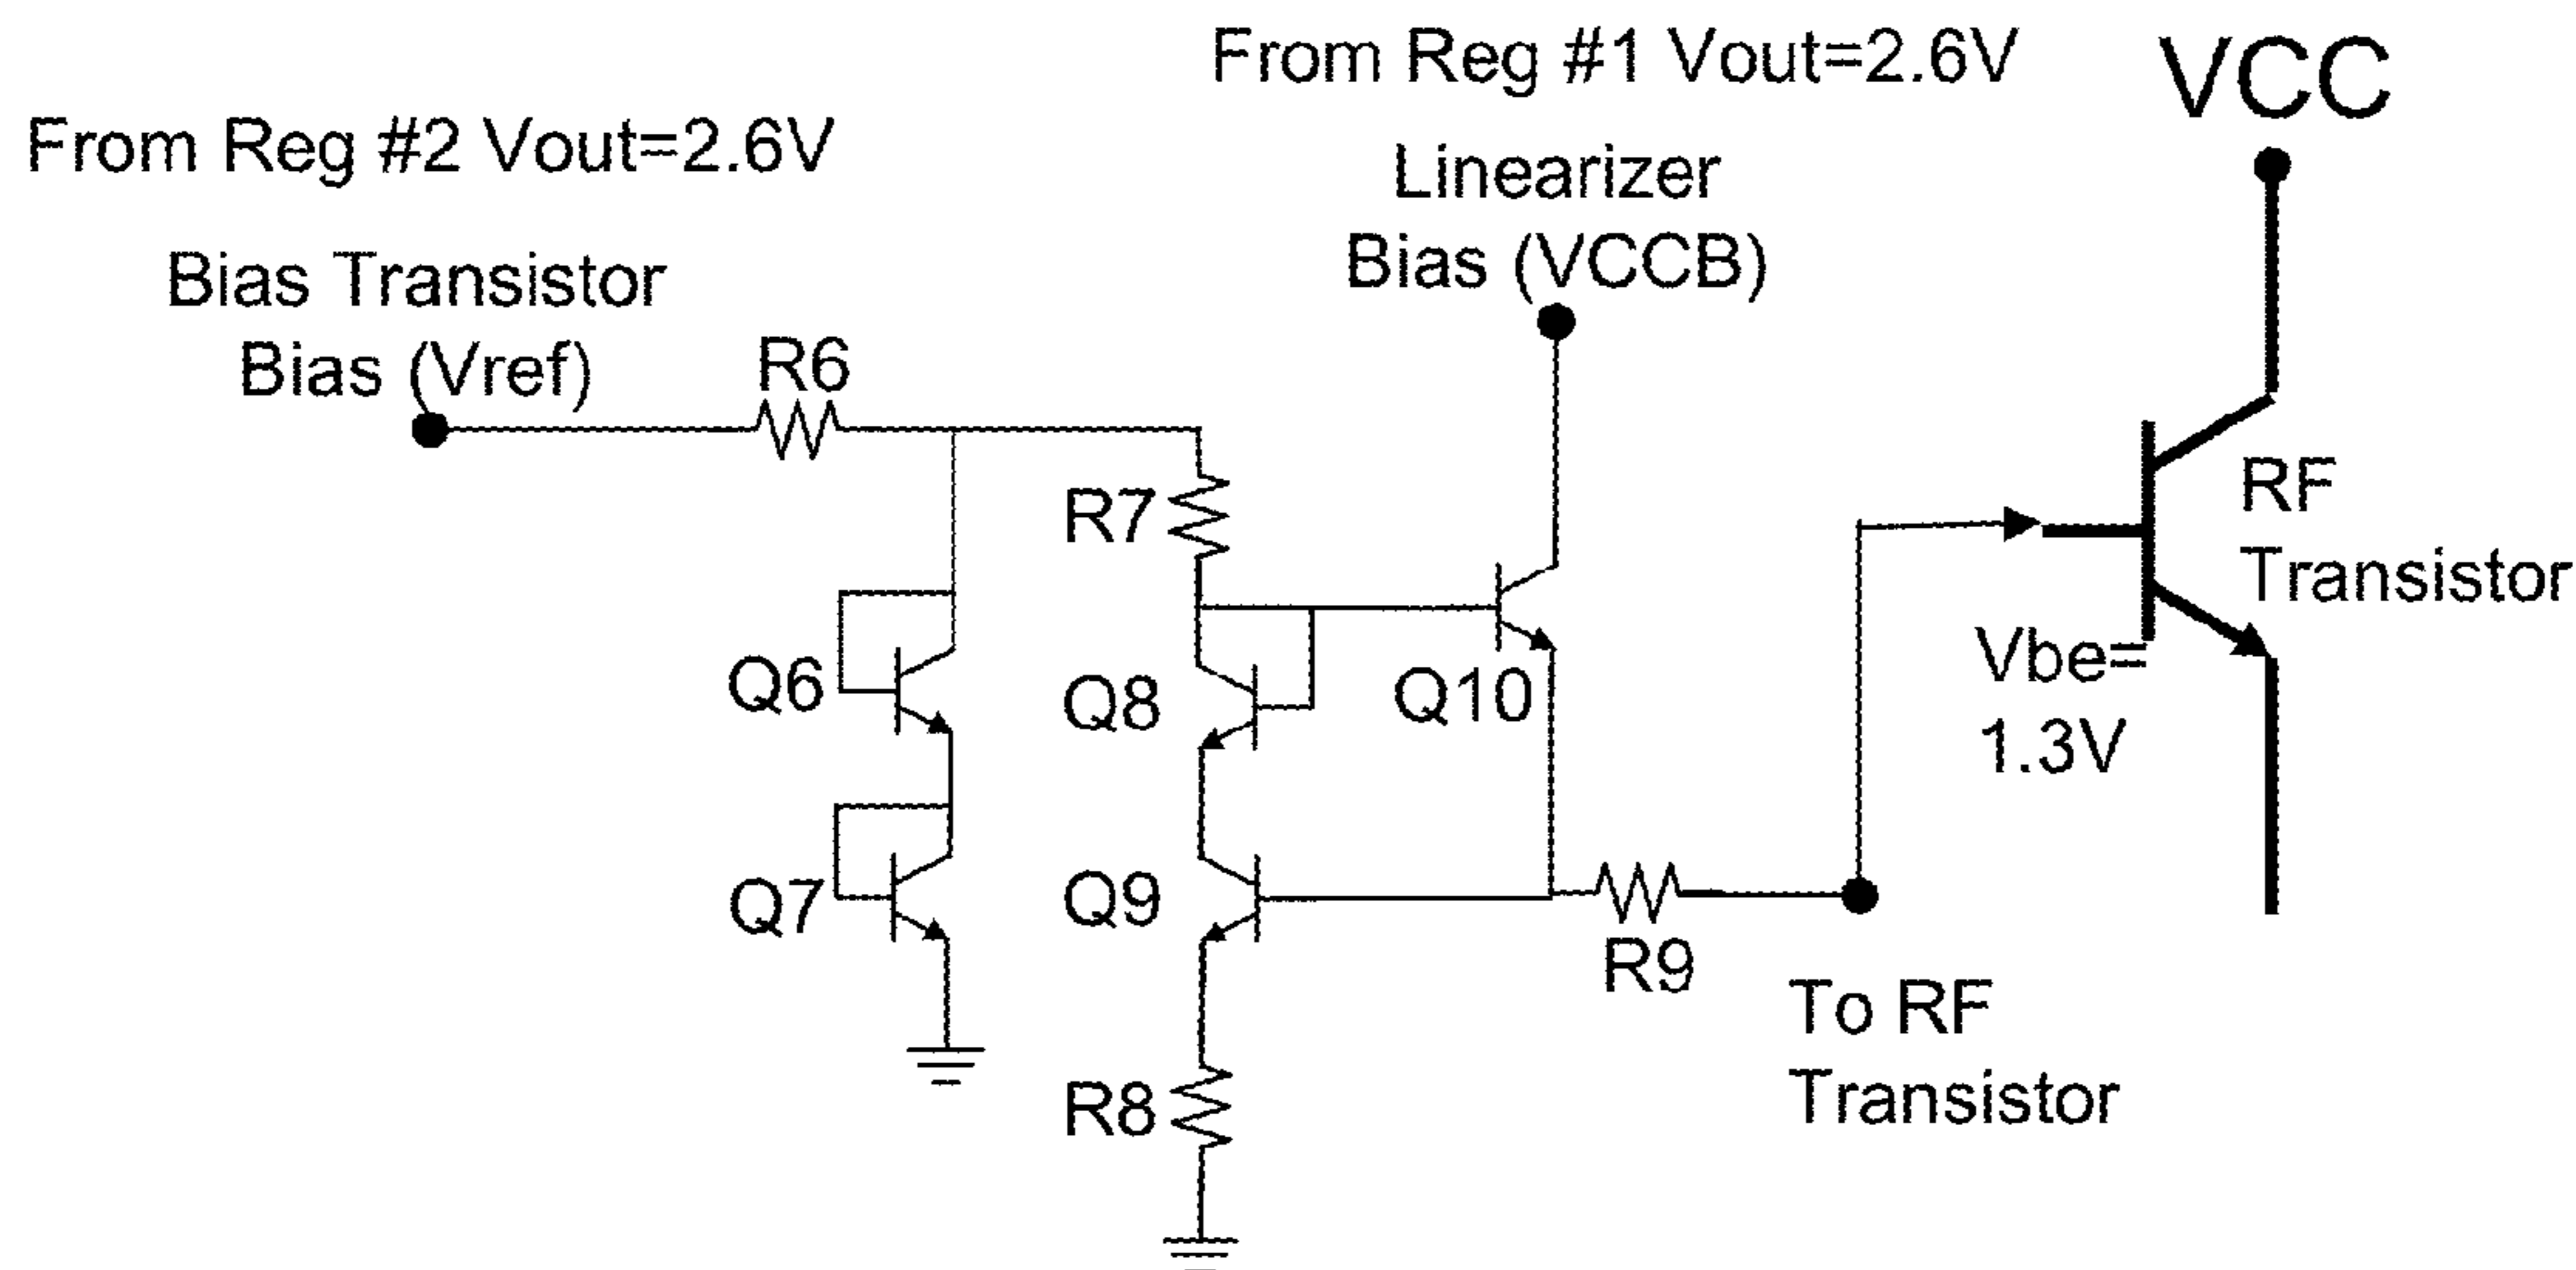 From Reg #1 Vout=2.6V
VCC
From Reg #2 Vout=2.6V
Linearizer
Bias (VCCB)
Bias Transistor
Bias (Vref)
R6
R7
RF
Transistor
Vbe=
1.3V
Q6
Q8
Q10
Q7
Q9
R9
R8
To RF
Transistor